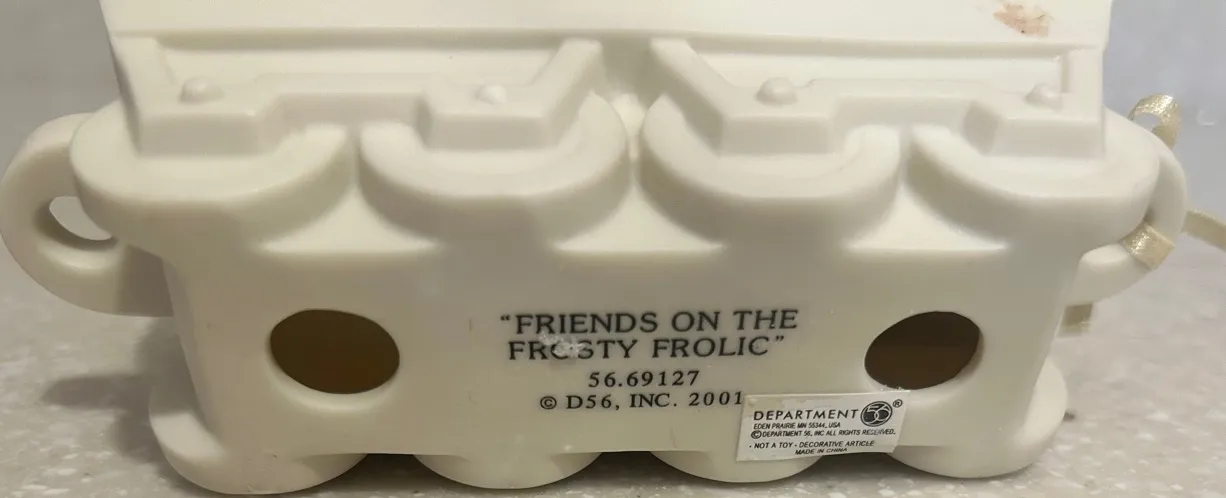 "FRIENDS ON THE
FROSTY FROLIC"
56.69127
© D56, INC. 2001
DEPARTMENT 56®
EDEN PRAIRIE MN 55344, USA
© DEPARTMENT 56, INC ALL RIGHTS RESERVED.
• NOT A TOY • DECORATIVE ARTICLE
MADE IN CHINA